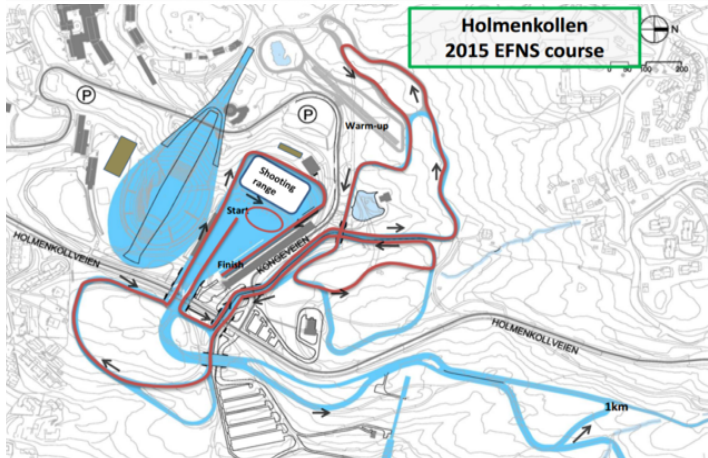 Holmenkollen
2015 EFNS course
N
0 50 100 200
P
P
Warm-up
Shooting
range
Start
HOLMENKOLLVEIEN
Finish
KONGEVEIEN
HOLMENKOLLVEIEN
1km